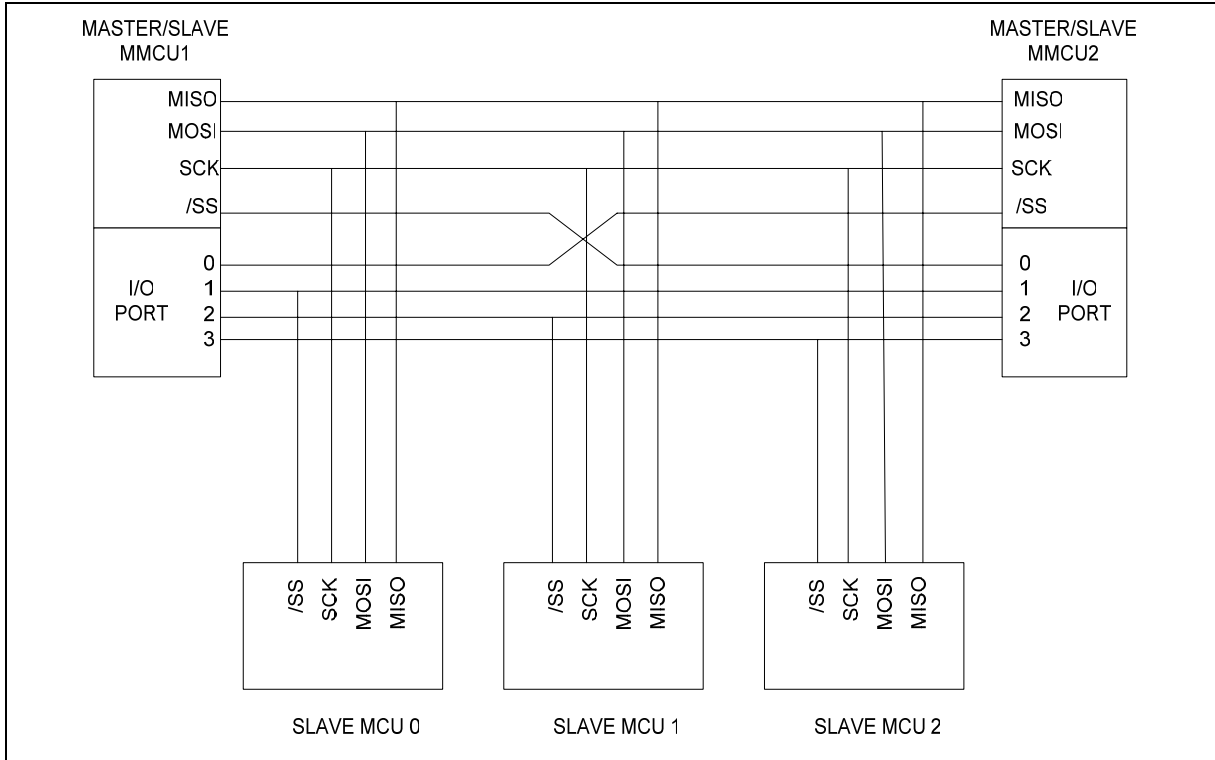 MASTER/SLAVE
MMCU1
MISO
MOSI
SCK
/SS
0
1
2
3
I/O
PORT
MASTER/SLAVE
MMCU2
MISO
MOSI
SCK
/SS
0
1
2
3
I/O
PORT
/SS
SCK
MOSI
MISO
SLAVE MCU 0
/SS
SCK
MOSI
MISO
SLAVE MCU 1
/SS
SCK
MOSI
MISO
SLAVE MCU 2